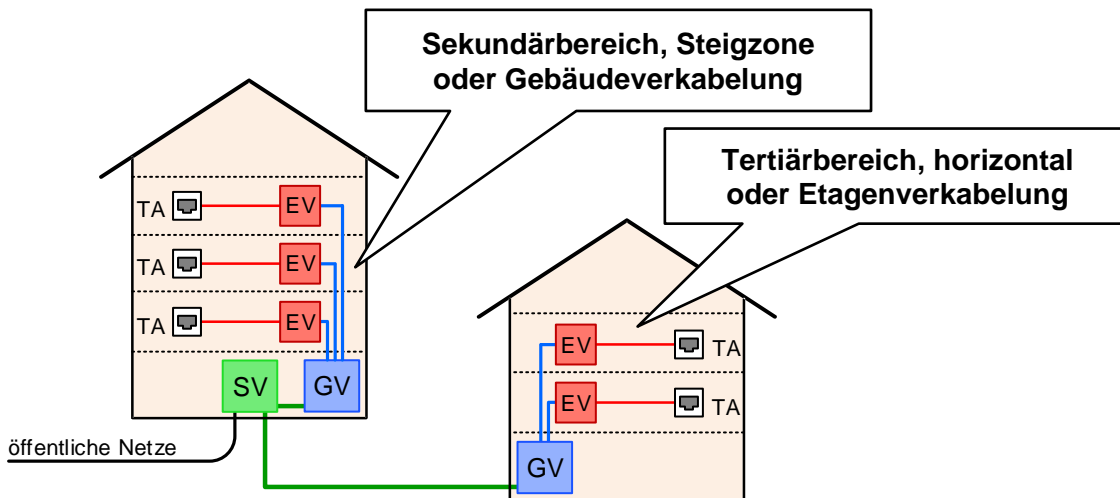 Sekundärbereich, Steigzone
oder Gebäudeverkabelung
Tertiärbereich, horizontal
oder Etagenverkabelung
TA EV
TA EV
TA EV
SV GV
öffentliche Netze
EV TA
EV TA
GV